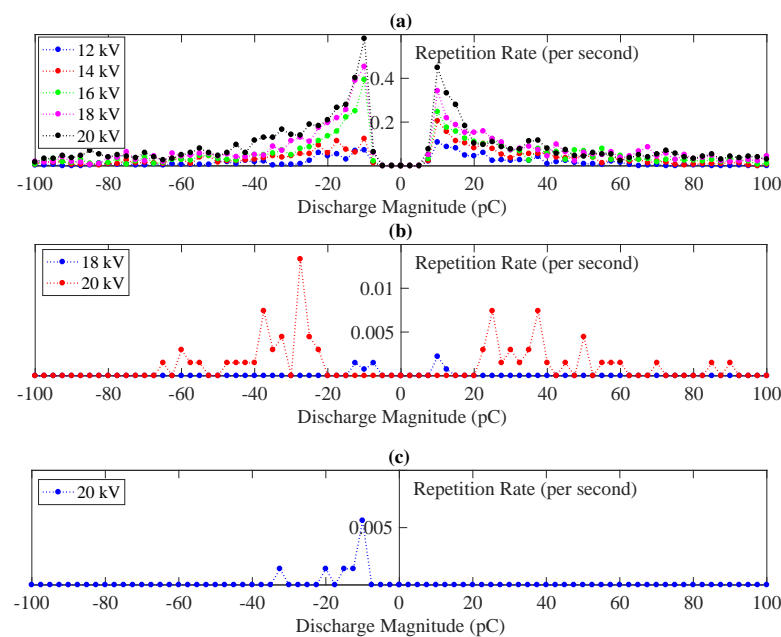 (a)
12 kV
14 kV
16 kV
18 kV
20 kV
Repetition Rate (per second)
0.4
0.2
-100 -80 -60 -40 -20 0 20 40 60 80 100
Discharge Magnitude (pC)
(b)
18 kV
20 kV
Repetition Rate (per second)
0.01
0.005
-100 -80 -60 -40 -20 0 20 40 60 80 100
Discharge Magnitude (pC)
(c)
20 kV
Repetition Rate (per second)
0.005
-100 -80 -60 -40 -20 0 20 40 60 80 100
Discharge Magnitude (pC)